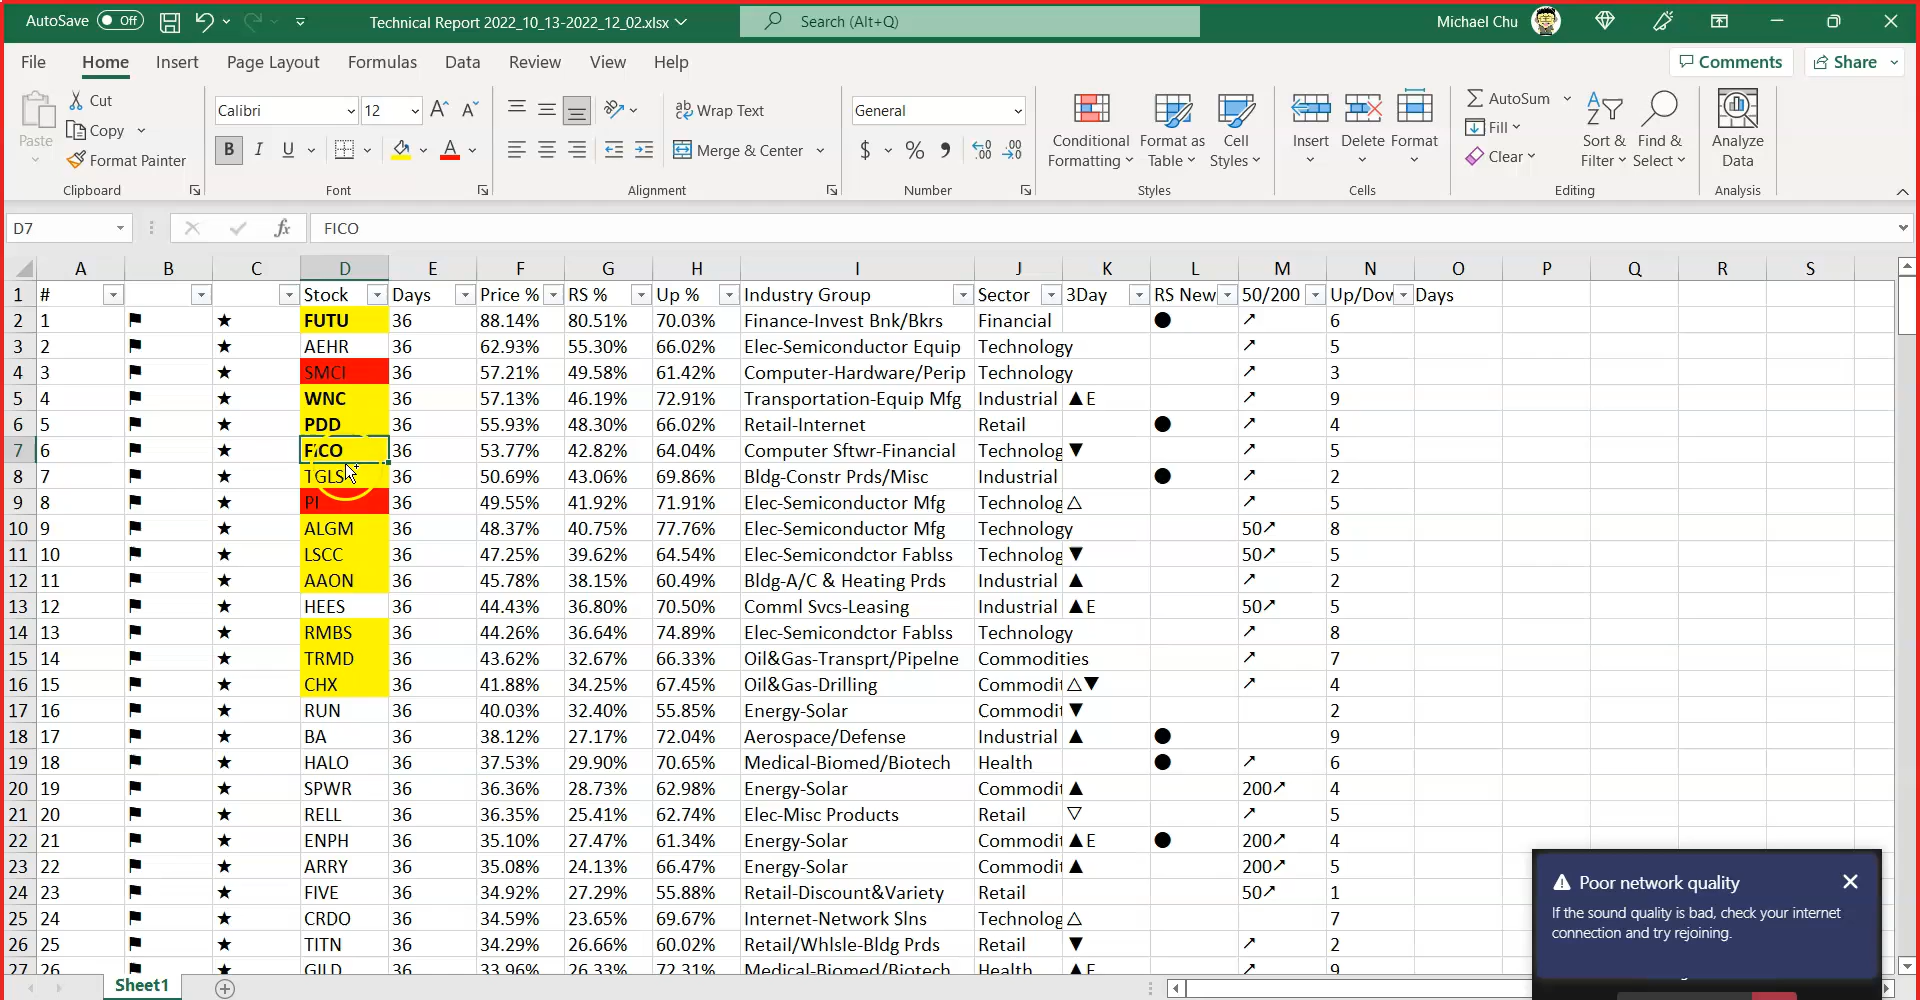 AutoSave Off Technical Report 2022_10_13-2022_12_02.xlsx Search (Alt+Q) Michael Chu
File Home Insert Page Layout Formulas Data Review View Help Comments Share
Paste Cut Copy Format Painter Clipboard
Calibri 12 B I U A Font
Wrap Text Merge & Center Alignment
General $ % Number
Conditional Formatting Format as Table Cell Styles Styles
Insert Delete Format Cells
AutoSum Fill Clear Sort & Filter Find & Select Editing
Analyze Data Analysis
D7 fx FICO
A B C D E F G H I J K L M N O P Q R S
1 # Stock Days Price % RS % Up % Industry Group Sector 3Day RS New 50/200 Up/Dow Days
2 1 ⚑ ★ FUTU 36 88.14% 80.51% 70.03% Finance-Invest Bnk/Bkrs Financial ● ↗ 6
3 2 ⚑ ★ AEHR 36 62.93% 55.30% 66.02% Elec-Semiconductor Equip Technology ↗ 5
4 3 ⚑ ★ SMCI 36 57.21% 49.58% 61.42% Computer-Hardware/Perip Technology ↗ 3
5 4 ⚑ ★ WNC 36 57.13% 46.19% 72.91% Transportation-Equip Mfg Industrial ▲E ↗ 9
6 5 ⚑ ★ PDD 36 55.93% 48.30% 66.02% Retail-Internet Retail ● ↗ 4
7 6 ⚑ ★ FICO 36 53.77% 42.82% 64.04% Computer Sftwr-Financial Technolog ▼ ↗ 5
8 7 ⚑ ★ TGLS 36 50.69% 43.06% 69.86% Bldg-Constr Prds/Misc Industrial ● ↗ 2
9 8 ⚑ ★ PI 36 49.55% 41.92% 71.91% Elec-Semiconductor Mfg Technolog △ ↗ 5
10 9 ⚑ ★ ALGM 36 48.37% 40.75% 77.76% Elec-Semiconductor Mfg Technology 50↗ 8
11 10 ⚑ ★ LSCC 36 47.25% 39.62% 64.54% Elec-Semicondctor Fablss Technolog ▼ 50↗ 5
12 11 ⚑ ★ AAON 36 45.78% 38.15% 60.49% Bldg-A/C & Heating Prds Industrial ▲ ↗ 2
13 12 ⚑ ★ HEES 36 44.43% 36.80% 70.50% Comml Svcs-Leasing Industrial ▲E 50↗ 5
14 13 ⚑ ★ RMBS 36 44.26% 36.64% 74.89% Elec-Semicondctor Fablss Technology ↗ 8
15 14 ⚑ ★ TRMD 36 43.62% 32.67% 66.33% Oil&Gas-Transprt/Pipelne Commodities ↗ 7
16 15 ⚑ ★ CHX 36 41.88% 34.25% 67.45% Oil&Gas-Drilling Commodit △▼ ↗ 4
17 16 ⚑ ★ RUN 36 40.03% 32.40% 55.85% Energy-Solar Commodit ▼ 2
18 17 ⚑ ★ BA 36 38.12% 27.17% 72.04% Aerospace/Defense Industrial ▲ ● 9
19 18 ⚑ ★ HALO 36 37.53% 29.90% 70.65% Medical-Biomed/Biotech Health ● ↗ 6
20 19 ⚑ ★ SPWR 36 36.36% 28.73% 62.98% Energy-Solar Commodit ▲ 200↗ 4
21 20 ⚑ ★ RELL 36 36.35% 25.41% 62.74% Elec-Misc Products Retail ▽ ↗ 5
22 21 ⚑ ★ ENPH 36 35.10% 27.47% 61.34% Energy-Solar Commodit ▲E ● 200↗ 4
23 22 ⚑ ★ ARRY 36 35.08% 24.13% 66.47% Energy-Solar Commodit ▲ 200↗ 5
24 23 ⚑ ★ FIVE 36 34.92% 27.29% 55.88% Retail-Discount&Variety Retail 50↗ 1
25 24 ⚑ ★ CRDO 36 34.59% 23.65% 69.67% Internet-Network Slns Technolog △ 7
26 25 ⚑ ★ TITN 36 34.29% 26.66% 60.02% Retail/Whlsle-Bldg Prds Retail ▼ ↗ 2
27 26 ⚑ ★ GILD 36 33.96% 26.33% 72.31% Medical-Biomed/Biotech Health ▲E ↗ 9
Poor network quality
If the sound quality is bad, check your internet
connection and try rejoining.
Sheet1